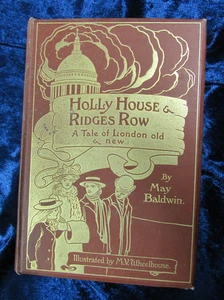 HOLLY HOUSE &
RIDGES ROW
A Tale of London old
& new
By
May
Baldwin.
Illustrated by M.V. Wheelhouse.